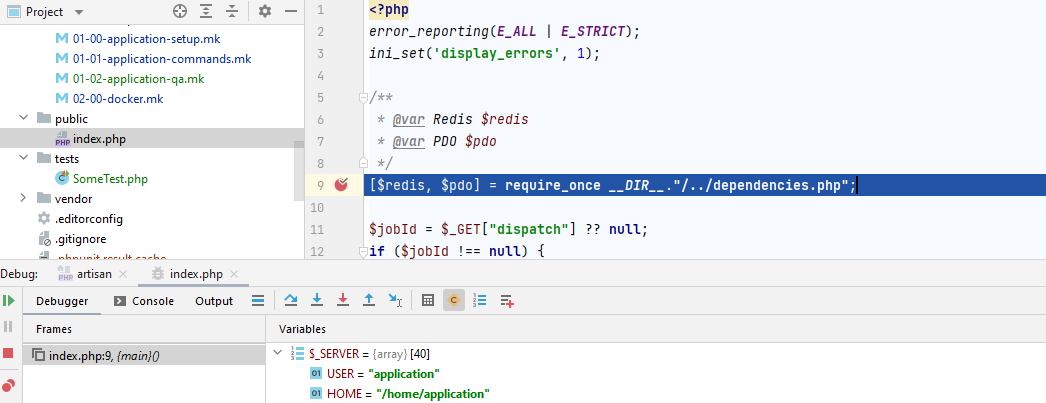 Project
01-00-application-setup.mk
01-01-application-commands.mk
01-02-application-qa.mk
02-00-docker.mk
public
index.php
tests
SomeTest.php
vendor
.editorconfig
.gitignore
.phpunit.result.cache
1 <?php
2 error_reporting(E_ALL | E_STRICT);
3 ini_set('display_errors', 1);
4
5 /**
6 * @var Redis $redis
7 * @var PDO $pdo
8 */
9 [$redis, $pdo] = require_once __DIR__."/../dependencies.php";
10
11 $jobId = $_GET["dispatch"] ?? null;
12 if ($jobId !== null) {
Debug: artisan index.php
Debugger Console Output
Frames
index.php:9, {main}()
Variables
$_SERVER = {array} [40]
USER = "application"
HOME = "/home/application"